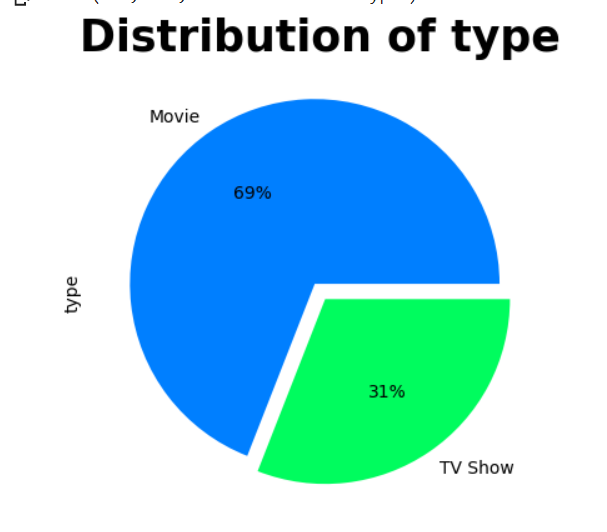 Distribution of type
Movie
69%
type
31%
TV Show